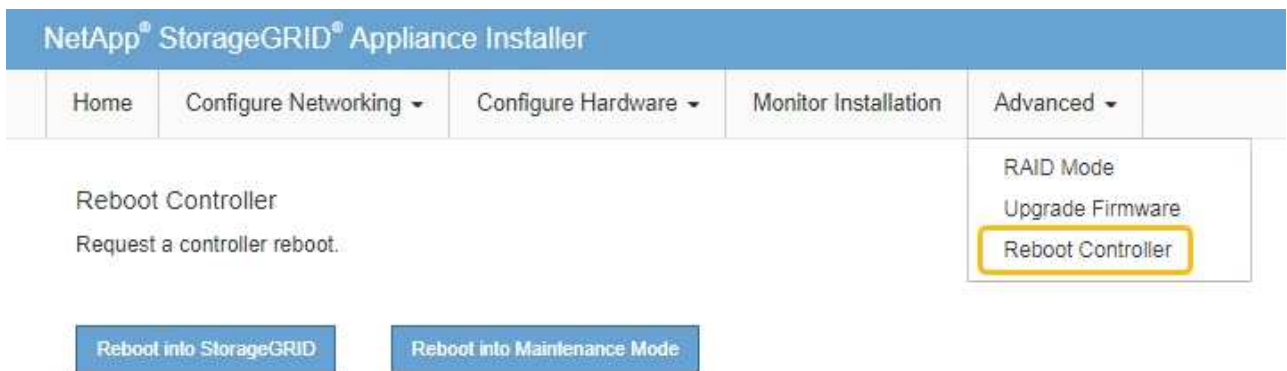 NetApp® StorageGRID® Appliance Installer
Home Configure Networking Configure Hardware Monitor Installation Advanced
RAID Mode
Upgrade Firmware
Reboot Controller
Reboot Controller
Request a controller reboot.
Reboot into StorageGRID Reboot into Maintenance Mode